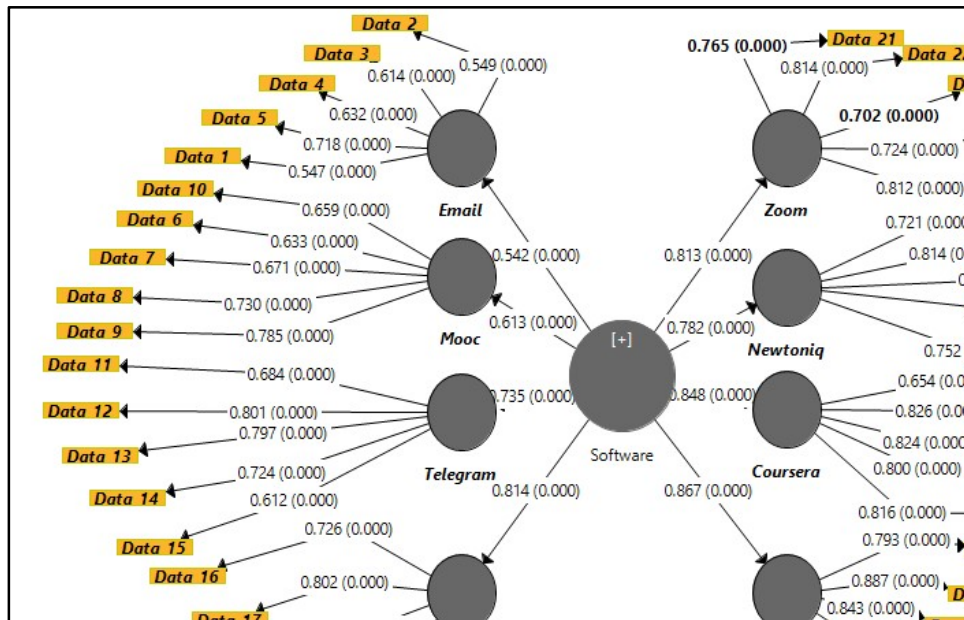 Data 2
Data 3
Data 4
Data 5
Data 1
Data 10
Data 6
Data 7
Data 8
Data 9
Data 11
Data 12
Data 13
Data 14
Data 15
Data 16
0.549 (0.000)
0.614 (0.000)
0.632 (0.000)
0.718 (0.000)
0.547 (0.000)
0.659 (0.000)
0.633 (0.000)
0.671 (0.000)
0.730 (0.000)
0.785 (0.000)
0.684 (0.000)
0.801 (0.000)
0.797 (0.000)
0.724 (0.000)
0.612 (0.000)
0.726 (0.000)
0.802 (0.000)
Email
Mooc
Telegram
0.542 (0.000)
0.613 (0.000)
0.735 (0.000)
0.814 (0.000)
[+]
Software
0.813 (0.000)
0.782 (0.000)
0.848 (0.000)
0.867 (0.000)
Zoom
Newtoniq
Coursera
0.765 (0.000)
Data 21
0.814 (0.000)
0.702 (0.000)
0.724 (0.000)
0.812 (0.000)
0.721 (0.000)
0.814
0.752
0.654
0.826
0.824 (0.000)
0.800 (0.000)
0.816 (0.000)
0.793 (0.000)
0.887 (0.000)
0.843 (0.000)